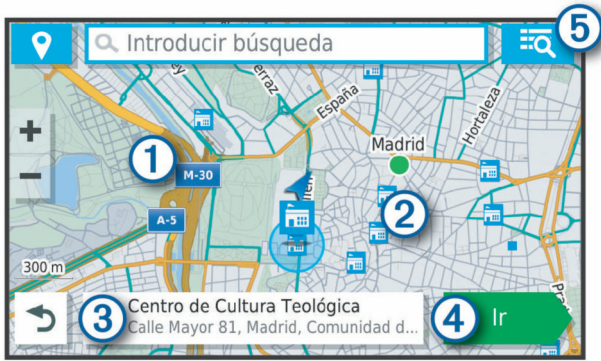 5
Introducir búsqueda
España
Hortaleza
Madrid
+
1
M-30
−
2
A-5
300 m
3
Centro de Cultura Teológica
Calle Mayor 81, Madrid, Comunidad d...
4
Ir